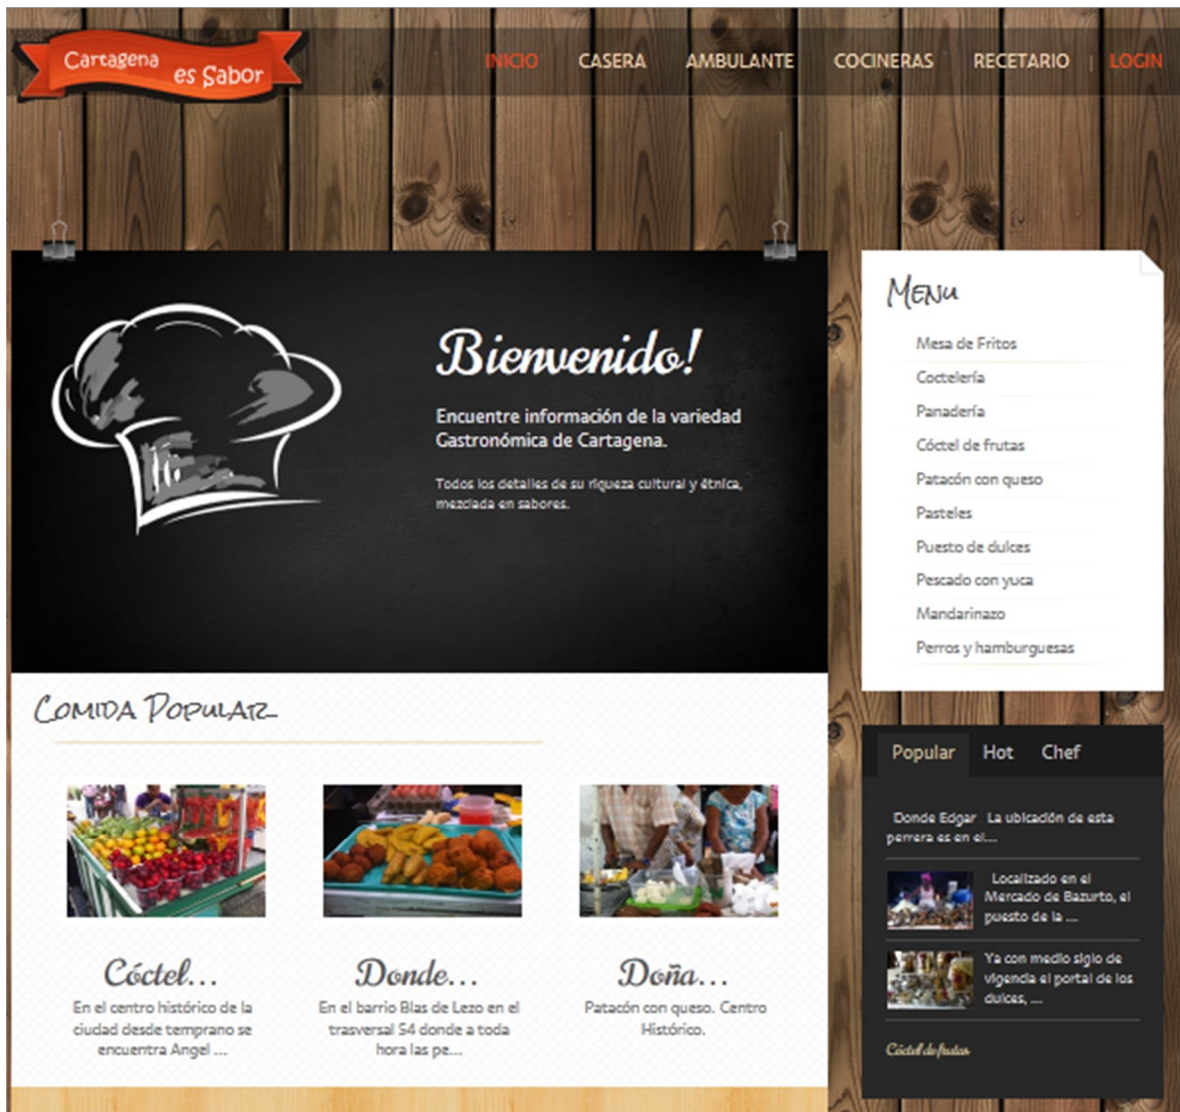 Cartagena
es Sabor
INICIO CASERA AMBULANTE COCINERAS RECETARIO | LOGIN
Bienvenido!
Encuentre información de la variedad
Gastronómica de Cartagena.
Todos los detalles de su riqueza cultural y étnica,
mezclada en sabores.
Menu
Mesa de Fritos
Coctelería
Panadería
Cóctel de frutas
Patacón con queso
Pasteles
Puesto de dulces
Pescado con yuca
Mandarinazo
Perros y hamburguesas
Comida Popular
Cóctel...
En el centro histórico de la
ciudad desde temprano se
encuentra Angel ...
Donde...
En el barrio Blas de Lezo en el
trasversal 54 donde a toda
hora las pe...
Doña...
Patacón con queso. Centro
Histórico.
Popular Hot Chef
Donde Edgar La ubicación de esta
perrera es en el....
Localizado en el
Mercado de Bazurto, el
puesto de la ...
Ya con medio siglo de
vigencia el portal de los
dulces, ...
Cóctel de frutas